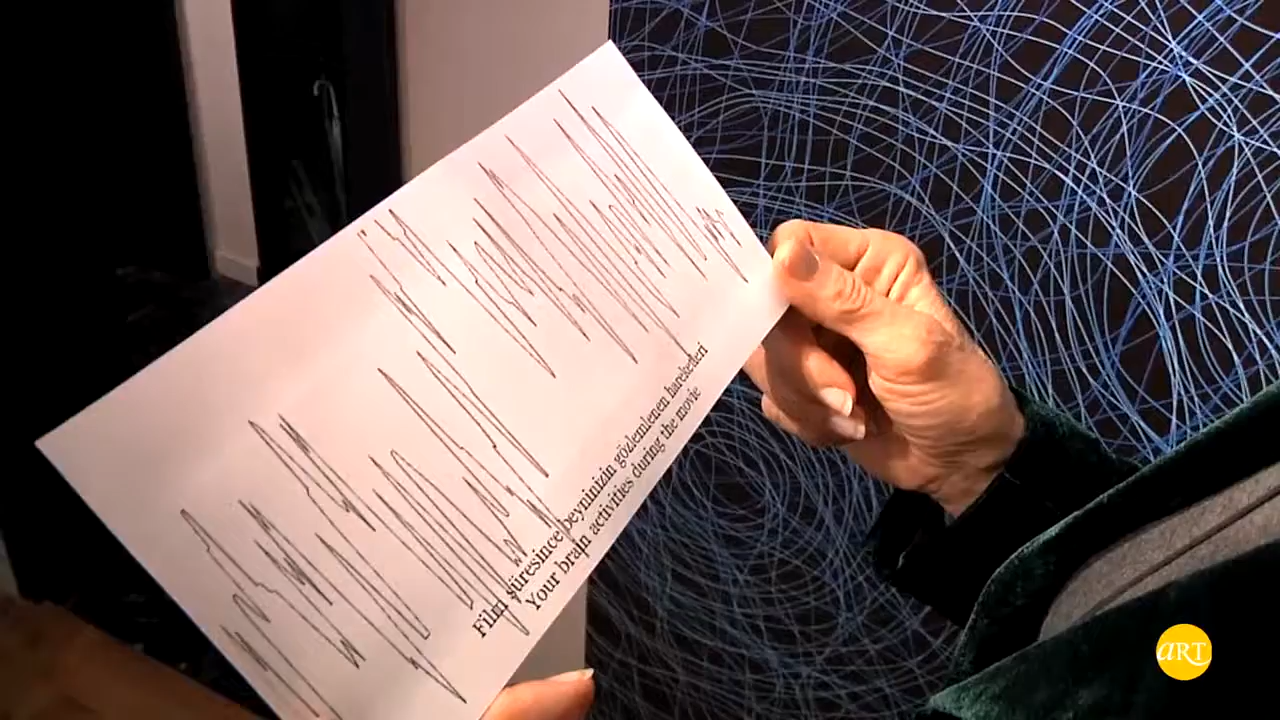 Film süresince beyninizin gözlemlenen hareketleri
Your brain activities during the movie
aRT